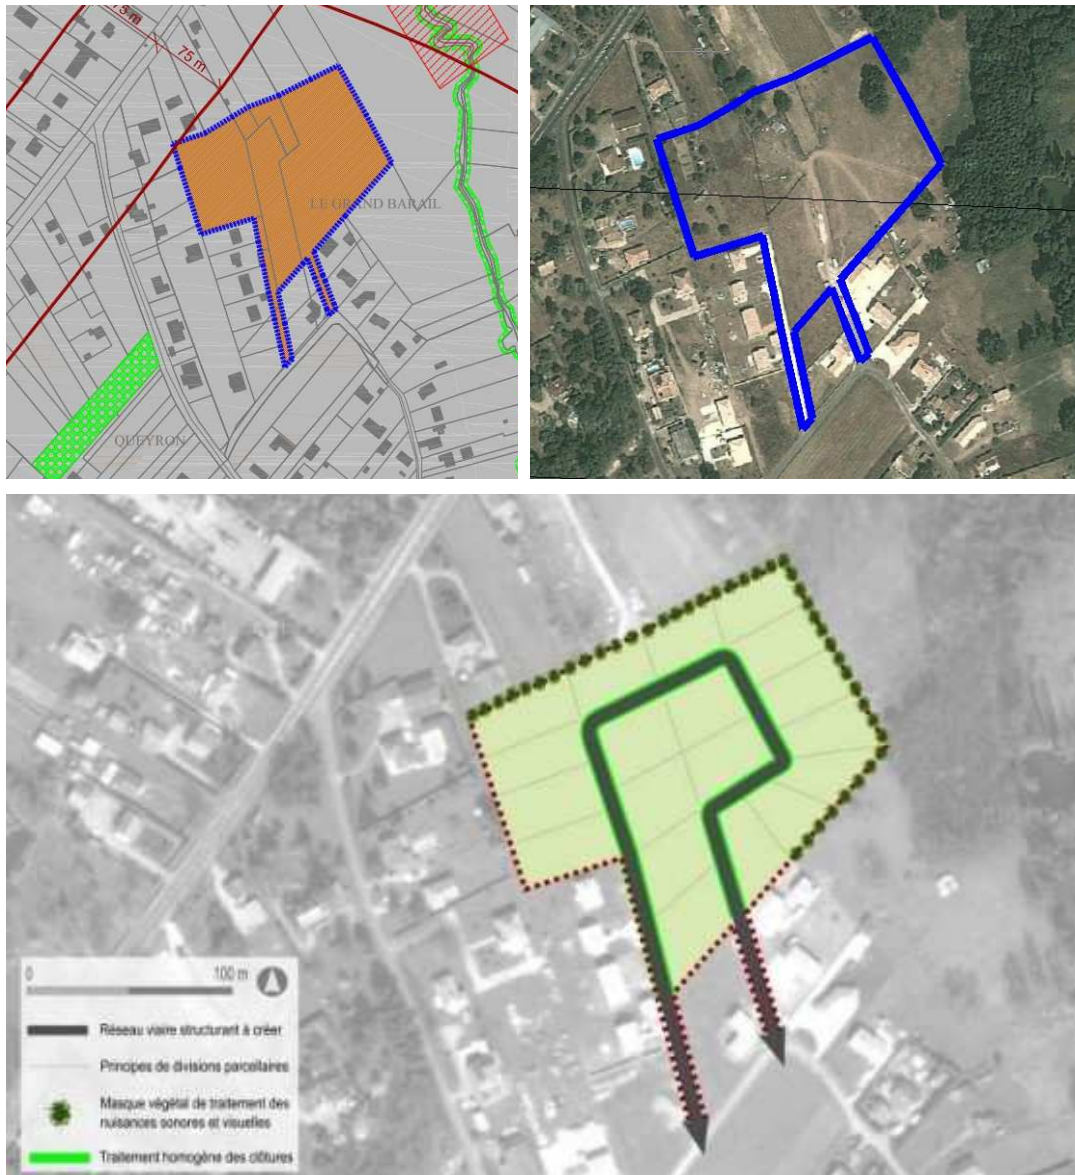 75 m
75 m
LE GRAND BARAIL
QUEYRON
0 100 m
Réseau viaire structurant à créer
Principes de divisions parcellaires
Masque végétal de traitement des
nuisances sonores et visuelles
Traitement homogène des clôtures